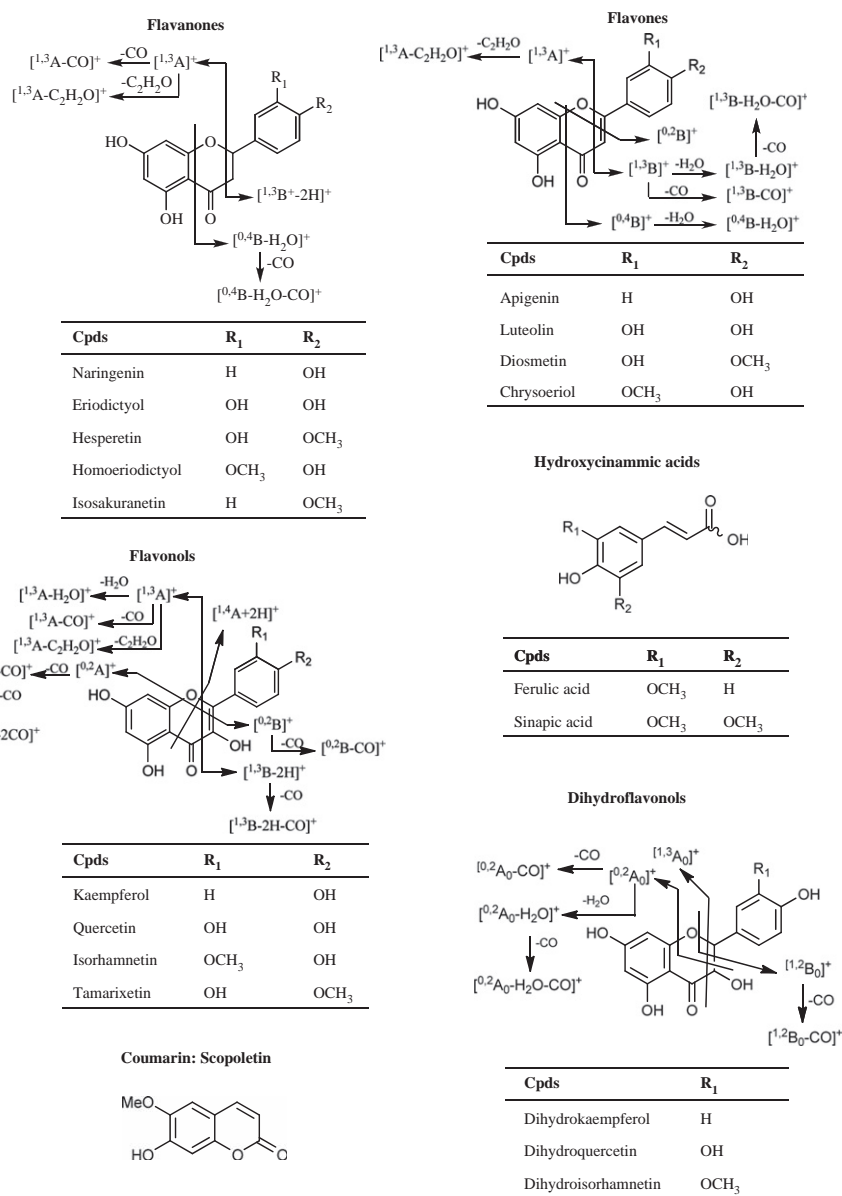 Flavanones
[1,3A-CO]+ -CO [1,3A]+
-C2H2O
[1,3A-C2H2O]+
R1
R2
HO
O
OH
O
[1,3B+-2H]+
[0,4B-H2O]+
-CO
[0,4B-H2O-CO]+
Cpds R1 R2
Naringenin H OH
Eriodictyol OH OH
Hesperetin OH OCH3
Homoeriodictyol OCH3 OH
Isosakuranetin H OCH3
Flavones
[1,3A-C2H2O]+ -C2H2O [1,3A]+
R1
R2
HO
O
OH
O
[0,2B]+
[1,3B-H2O-CO]+
-CO
[1,3B]+ -H2O [1,3B-H2O]+
-CO [1,3B-CO]+
[0,4B]+ -H2O [0,4B-H2O]+
Cpds R1 R2
Apigenin H OH
Luteolin OH OH
Diosmetin OH OCH3
Chrysoeriol OCH3 OH
Hydroxycinammic acids
R1
O
OH
HO
R2
Cpds R1 R2
Ferulic acid OCH3 H
Sinapic acid OCH3 OCH3
Flavonols
[1,3A-H2O]+ -H2O [1,3A]+
[1,3A-CO]+ -CO
[1,3A-C2H2O]+ -C2H2O
[1,4A+2H]+
-CO]+ -CO [0,2A]+
-CO
-2CO]+
R1
R2
HO
O
OH
OH
O
[0,2B]+
-CO [0,2B-CO]+
[1,3B-2H]+
-CO
[1,3B-2H-CO]+
Cpds R1 R2
Kaempferol H OH
Quercetin OH OH
Isorhamnetin OCH3 OH
Tamarixetin OH OCH3
Coumarin: Scopoletin
MeO
HO
O
O
Dihydroflavonols
[0,2A0-CO]+ -CO [0,2A0]+ [1,3A0]+
[0,2A0-H2O]+ -H2O
-CO
[0,2A0-H2O-CO]+
R1
OH
HO
O
OH
OH
O
[1,2B0]+
-CO
[1,2B0-CO]+
Cpds R1
Dihydrokaempferol H
Dihydroquercetin OH
Dihydroisorhamnetin OCH3